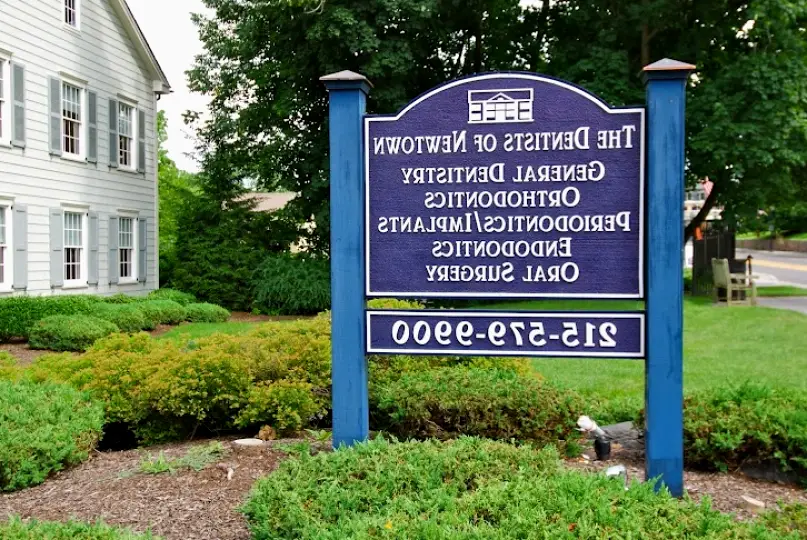 The Dentists of Newtown
General Dentistry
Orthodontics
Periodontics/Implants
Endodontics
Oral Surgery
215-579-9900